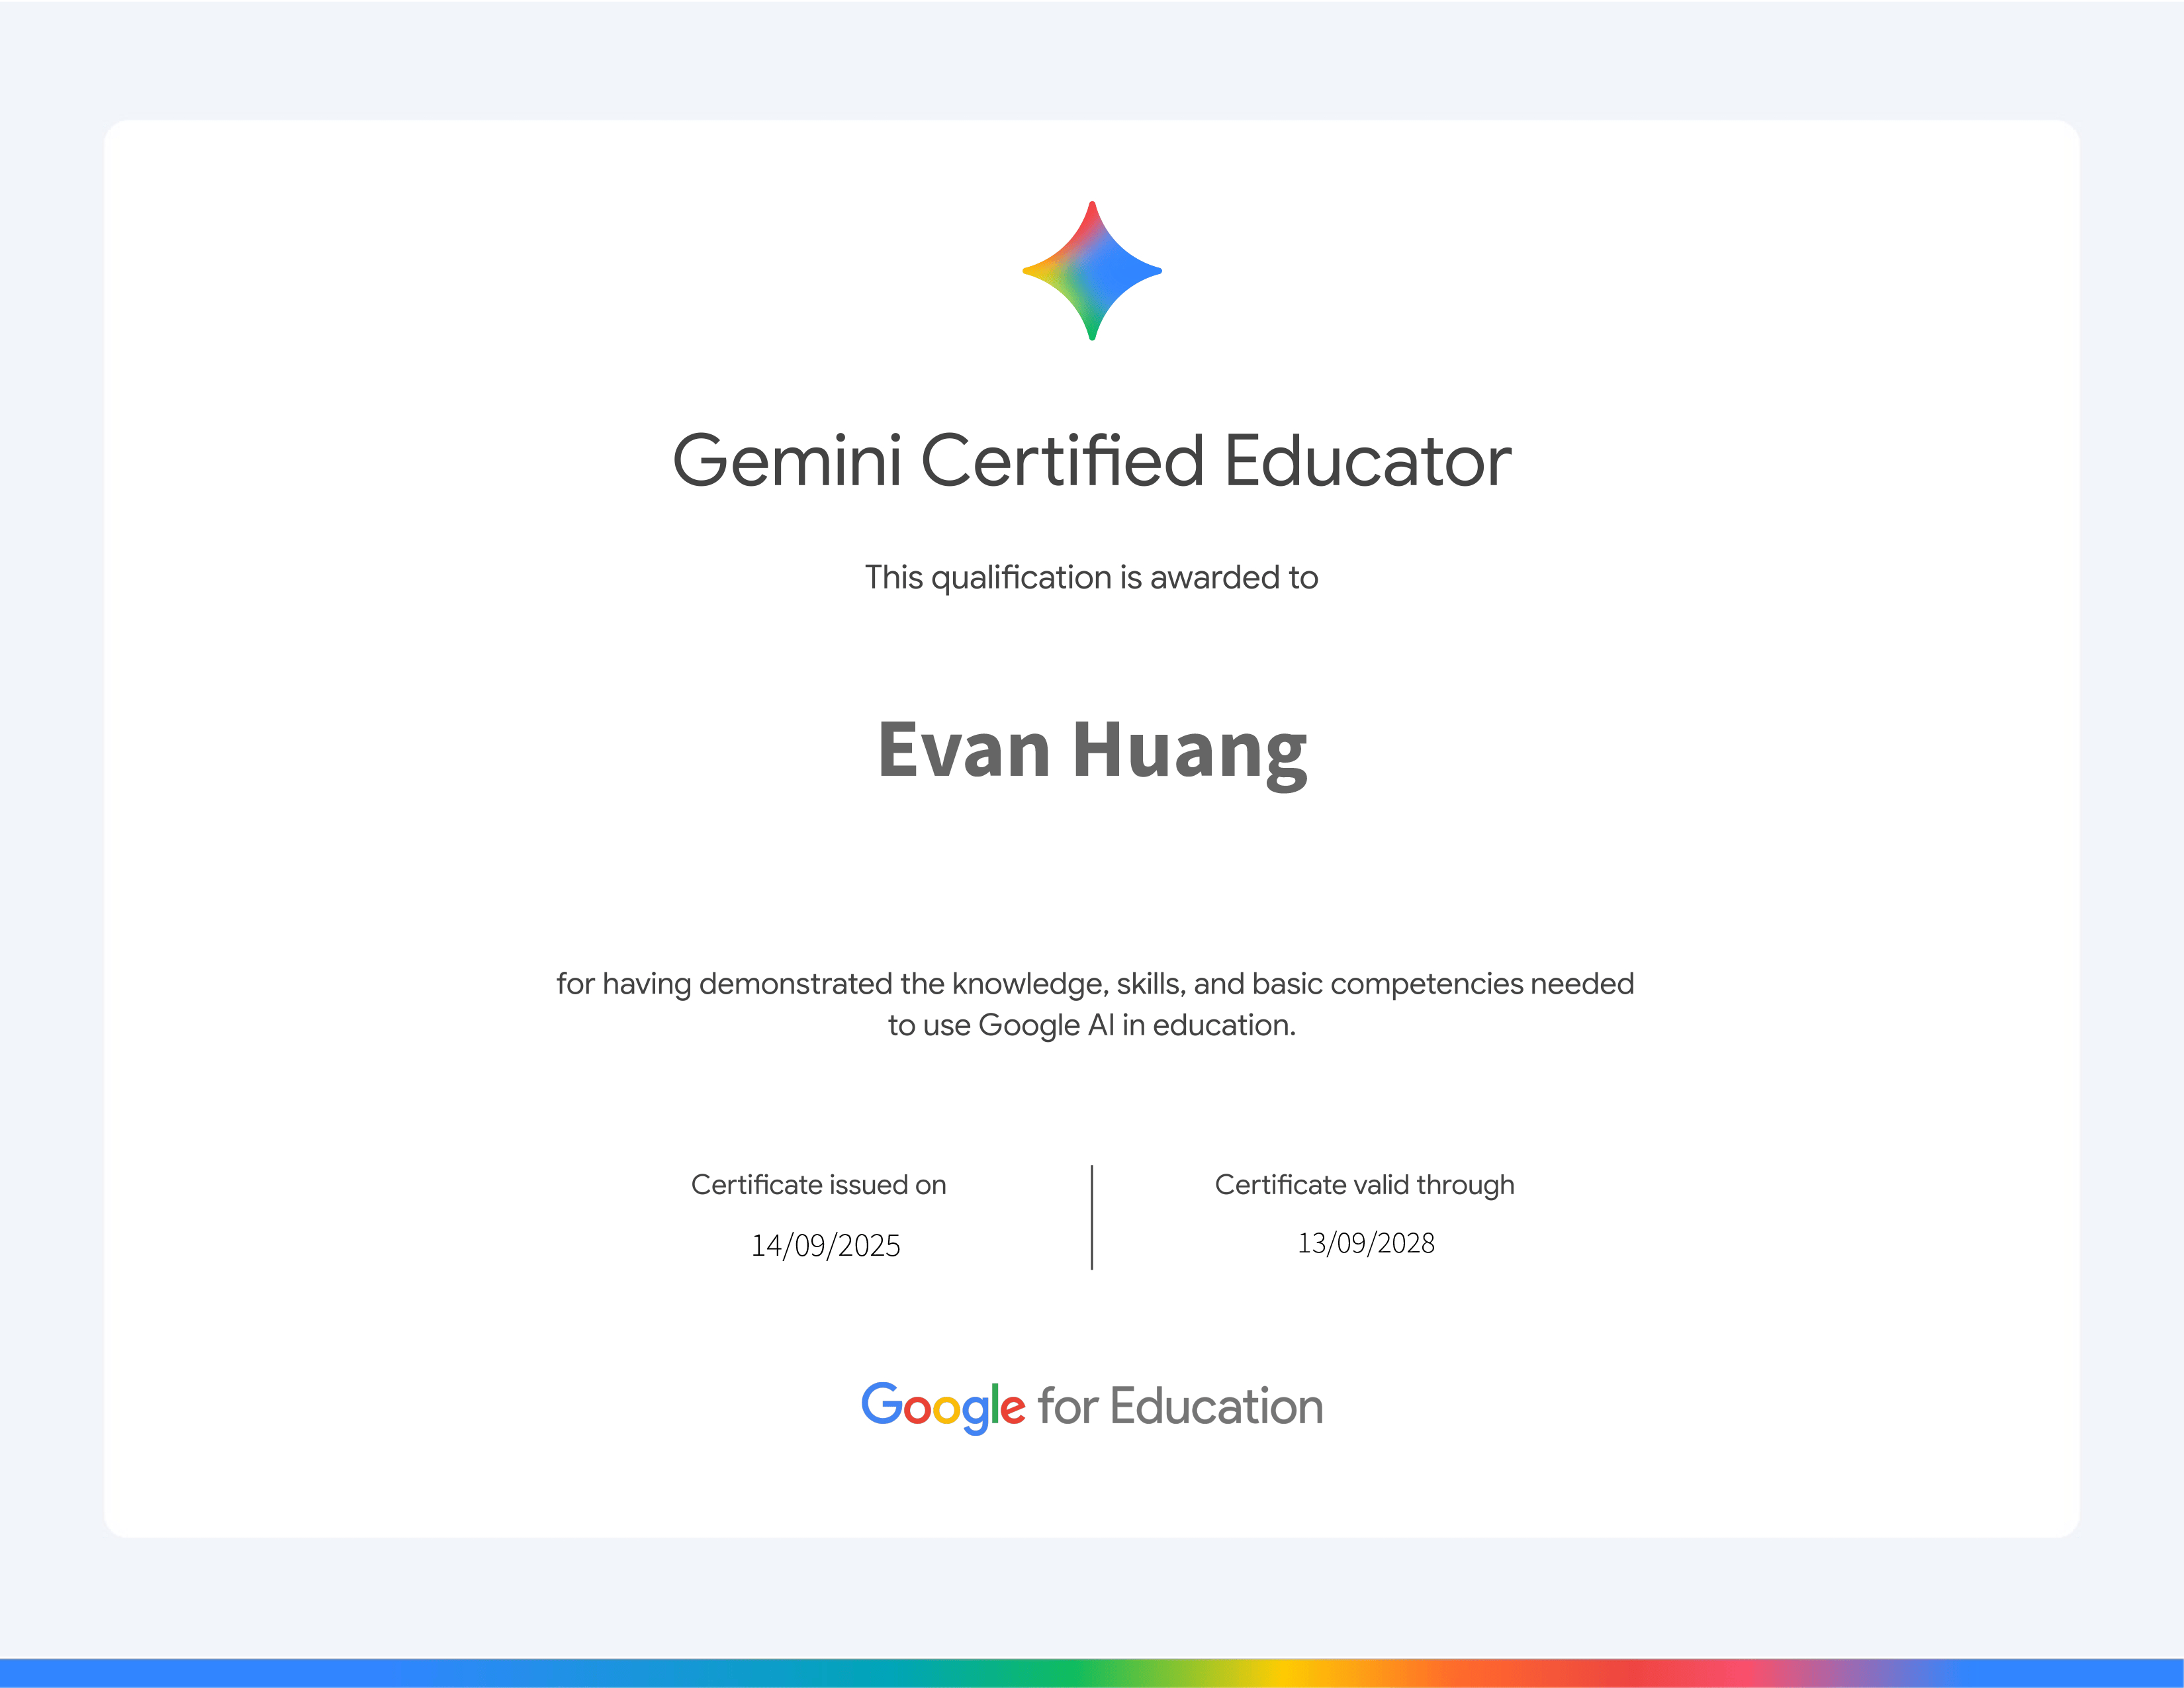 Gemini Certified Educator
This qualification is awarded to
Evan Huang
for having demonstrated the knowledge, skills, and basic competencies needed
to use Google AI in education.
Certificate issued on
14/09/2025
Certificate valid through
13/09/2028
Google for Education